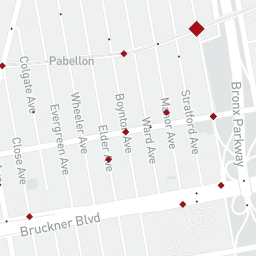 Pabellon
Colgate Ave
Close Ave
Evergreen Ave
Wheeler Ave
Elder Ave
Boynton Ave
Ward Ave
Manor Ave
Stratford Ave
Bronx Parkway
Bruckner Blvd